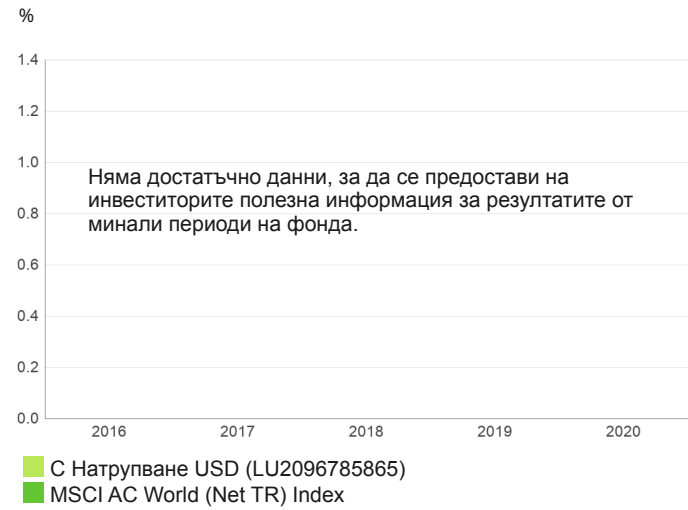 %
1.4
1.2
1.0
Няма достатъчно данни, за да се предостави на
инвеститорите полезна информация за резултатите от
минали периоди на фонда.
0.8
0.6
0.4
0.2
0.0
2016 2017 2018 2019 2020
C Натрупване USD (LU2096785865)
MSCI AC World (Net TR) Index